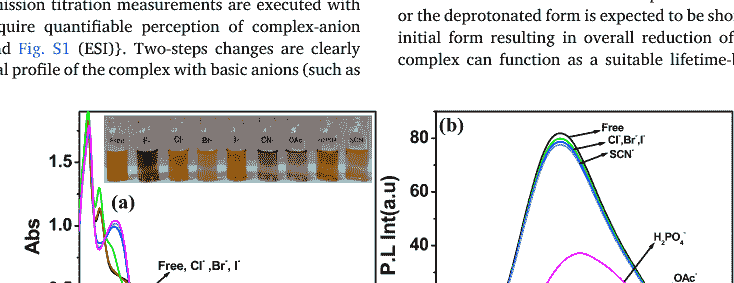 mission titration measurements are executed with
quire quantifiable perception of complex-anion
nd Fig. S1 (ESI)}. Two-steps changes are clearly
al profile of the complex with basic anions (such as
or the deprotonated form is expected to be sho
initial form resulting in overall reduction of
complex can function as a suitable lifetime-b
Free F- Cl- Br- I- CN- OAc SCN
(a)
1.5
1.0
Abs
Free, Cl- ,Br-, I-
(b)
80
60
40
P.L Int(a.u)
Free
Cl-,Br-,I-
SCN-
H2PO4-
OAc-